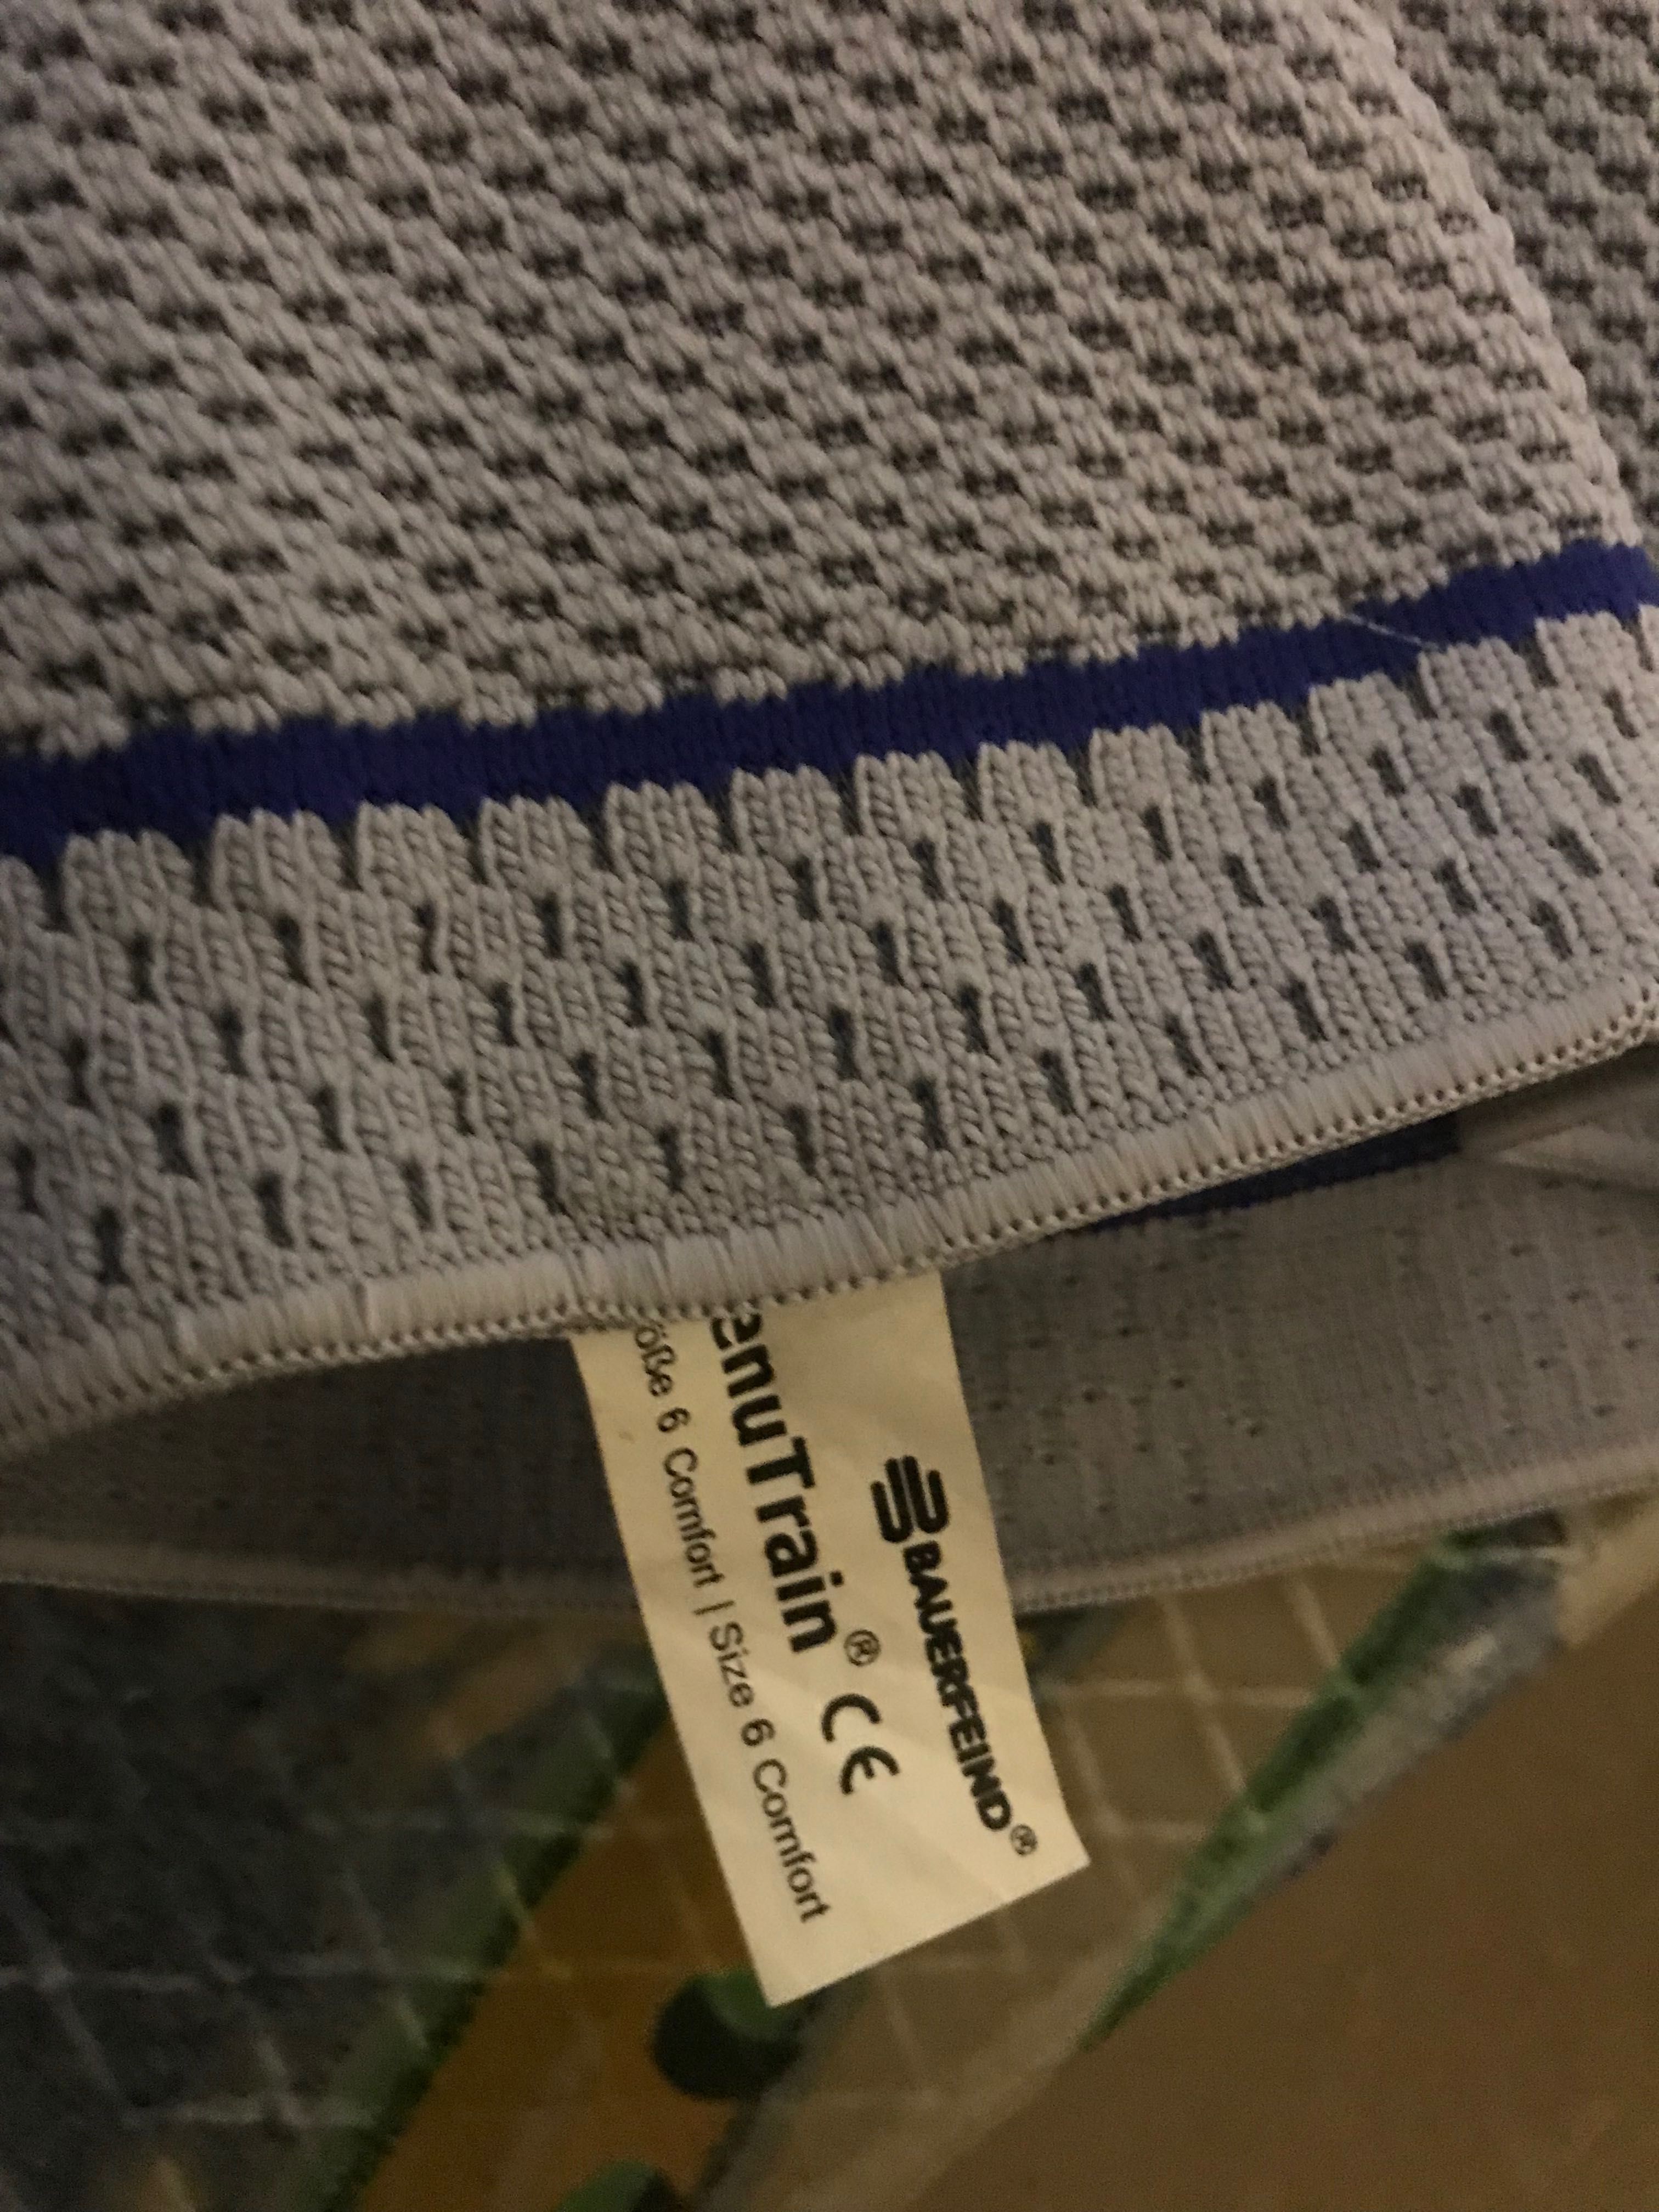 BAUERFEIND®
enuTrain® CE
öße 6 Comfort | Size 6 Comfort